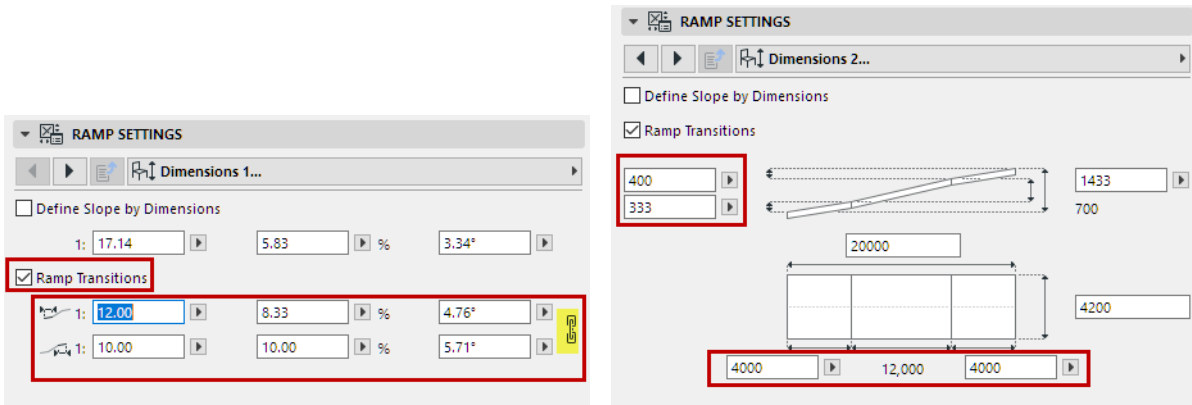 RAMP SETTINGS
Dimensions 1...
Define Slope by Dimensions
1: 17.14 5.83 % 3.34°
Ramp Transitions
1: 12.00 8.33 % 4.76°
1: 10.00 10.00 % 5.71°
RAMP SETTINGS
Dimensions 2...
Define Slope by Dimensions
Ramp Transitions
400 1433
333 700
20000
4200
4000 12,000 4000